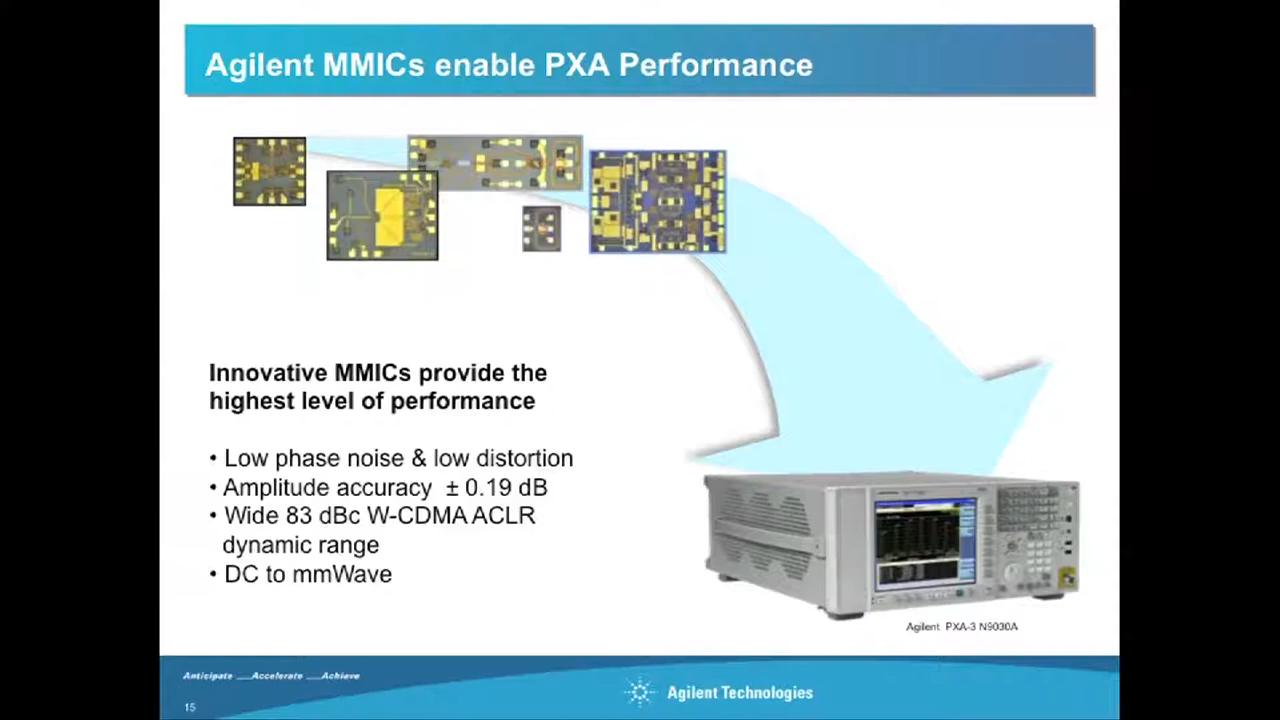 Agilent MMICs enable PXA Performance
Innovative MMICs provide the
highest level of performance
• Low phase noise & low distortion
• Amplitude accuracy ± 0.19 dB
• Wide 83 dBc W-CDMA ACLR
dynamic range
• DC to mmWave
Agilent PXA-3 N9030A
Anticipate __Accelerate __Achieve
Agilent Technologies
15